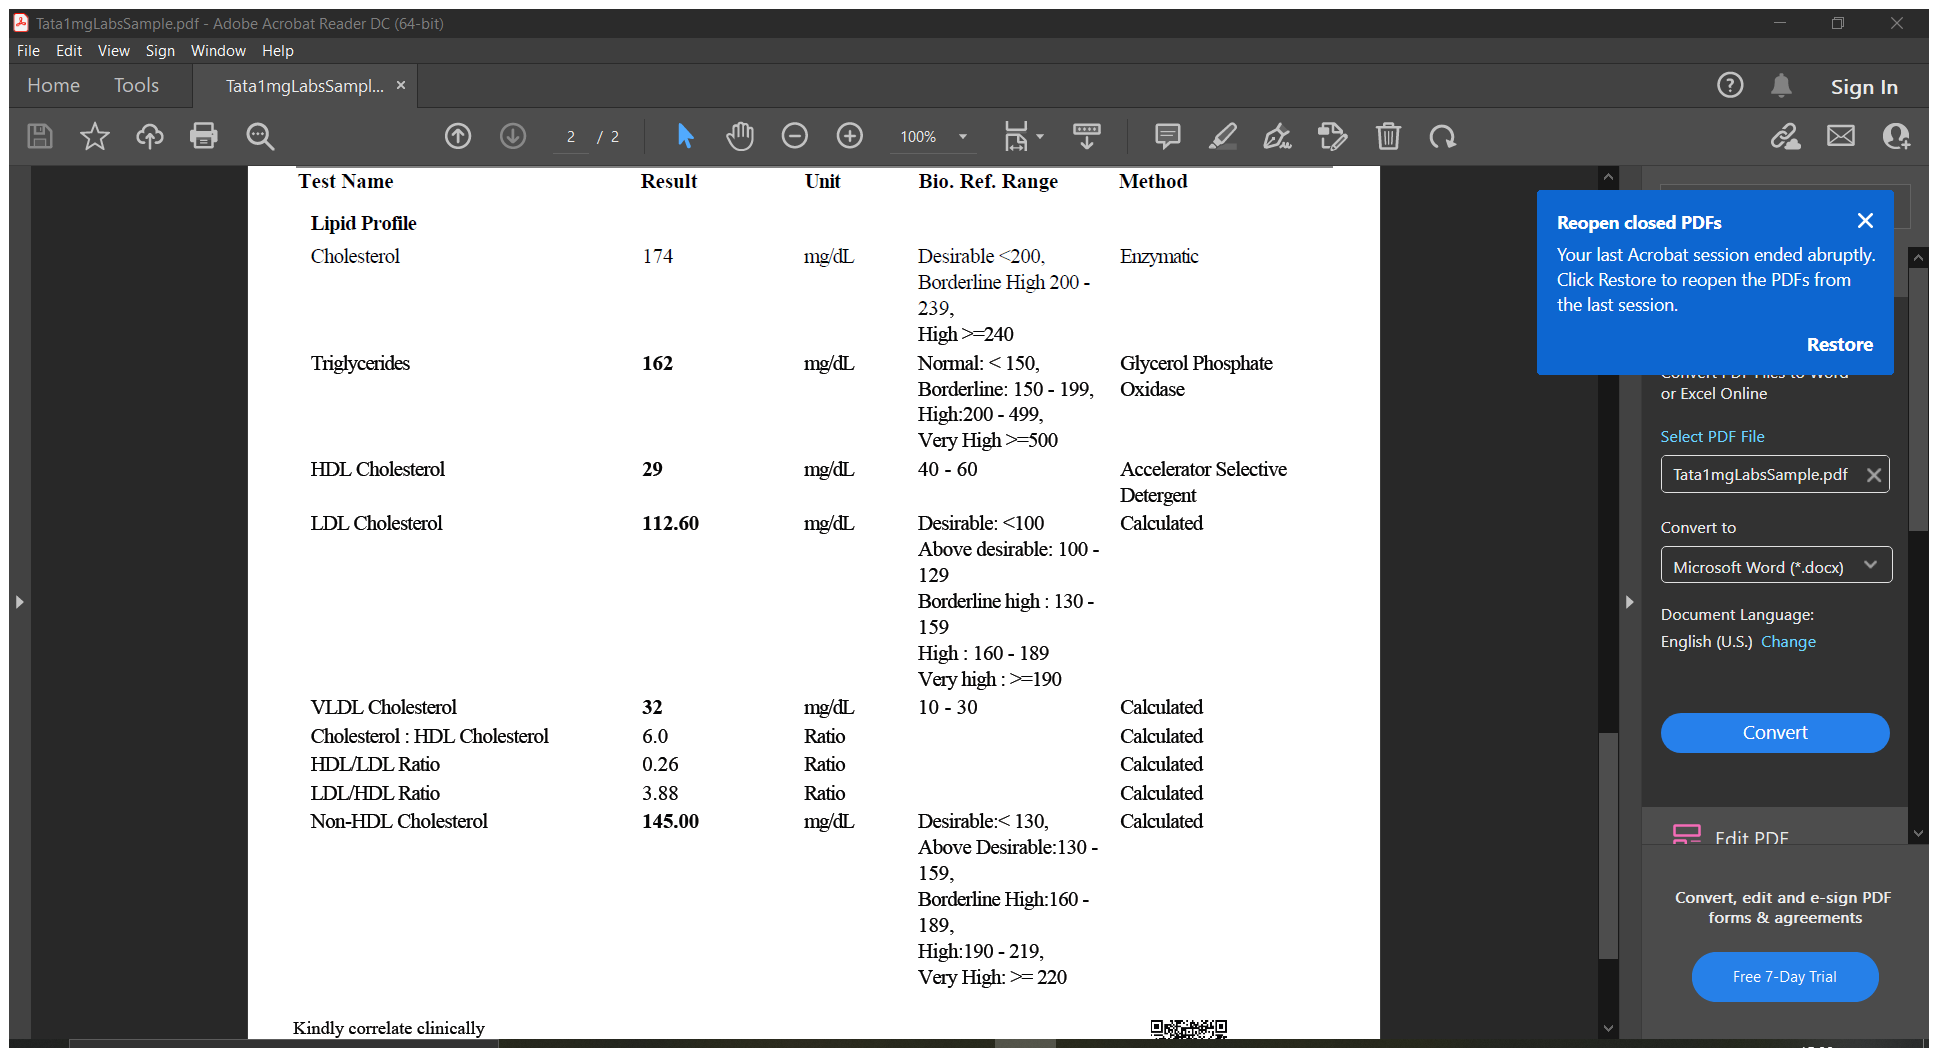 Tata1mgLabsSample.pdf - Adobe Acrobat Reader DC (64-bit)
File Edit View Sign Window Help
Home Tools Tata1mgLabsSampl... × Sign In
2 / 2 100%
Test Name Result Unit Bio. Ref. Range Method
Lipid Profile
Cholesterol 174 mg/dL Desirable <200, Enzymatic
Borderline High 200 -
239,
High >=240
Triglycerides 162 mg/dL Normal: < 150, Glycerol Phosphate
Borderline: 150 - 199, Oxidase
High:200 - 499,
Very High >=500
HDL Cholesterol 29 mg/dL 40 - 60 Accelerator Selective
Detergent
LDL Cholesterol 112.60 mg/dL Desirable: <100 Calculated
Above desirable: 100 -
129
Borderline high : 130 -
159
High : 160 - 189
Very high : >=190
VLDL Cholesterol 32 mg/dL 10 - 30 Calculated
Cholesterol : HDL Cholesterol 6.0 Ratio Calculated
HDL/LDL Ratio 0.26 Ratio Calculated
LDL/HDL Ratio 3.88 Ratio Calculated
Non-HDL Cholesterol 145.00 mg/dL Desirable:< 130, Calculated
Above Desirable:130 -
159,
Borderline High:160 -
189,
High:190 - 219,
Very High: >= 220
Kindly correlate clinically
Reopen closed PDFs
Your last Acrobat session ended abruptly.
Click Restore to reopen the PDFs from
the last session.
Restore
Convert PDF Files to Word
or Excel Online
Select PDF File
Tata1mgLabsSample.pdf
Convert to
Microsoft Word (*.docx)
Document Language:
English (U.S.) Change
Convert
Edit PDF
Convert, edit and e-sign PDF
forms & agreements
Free 7-Day Trial